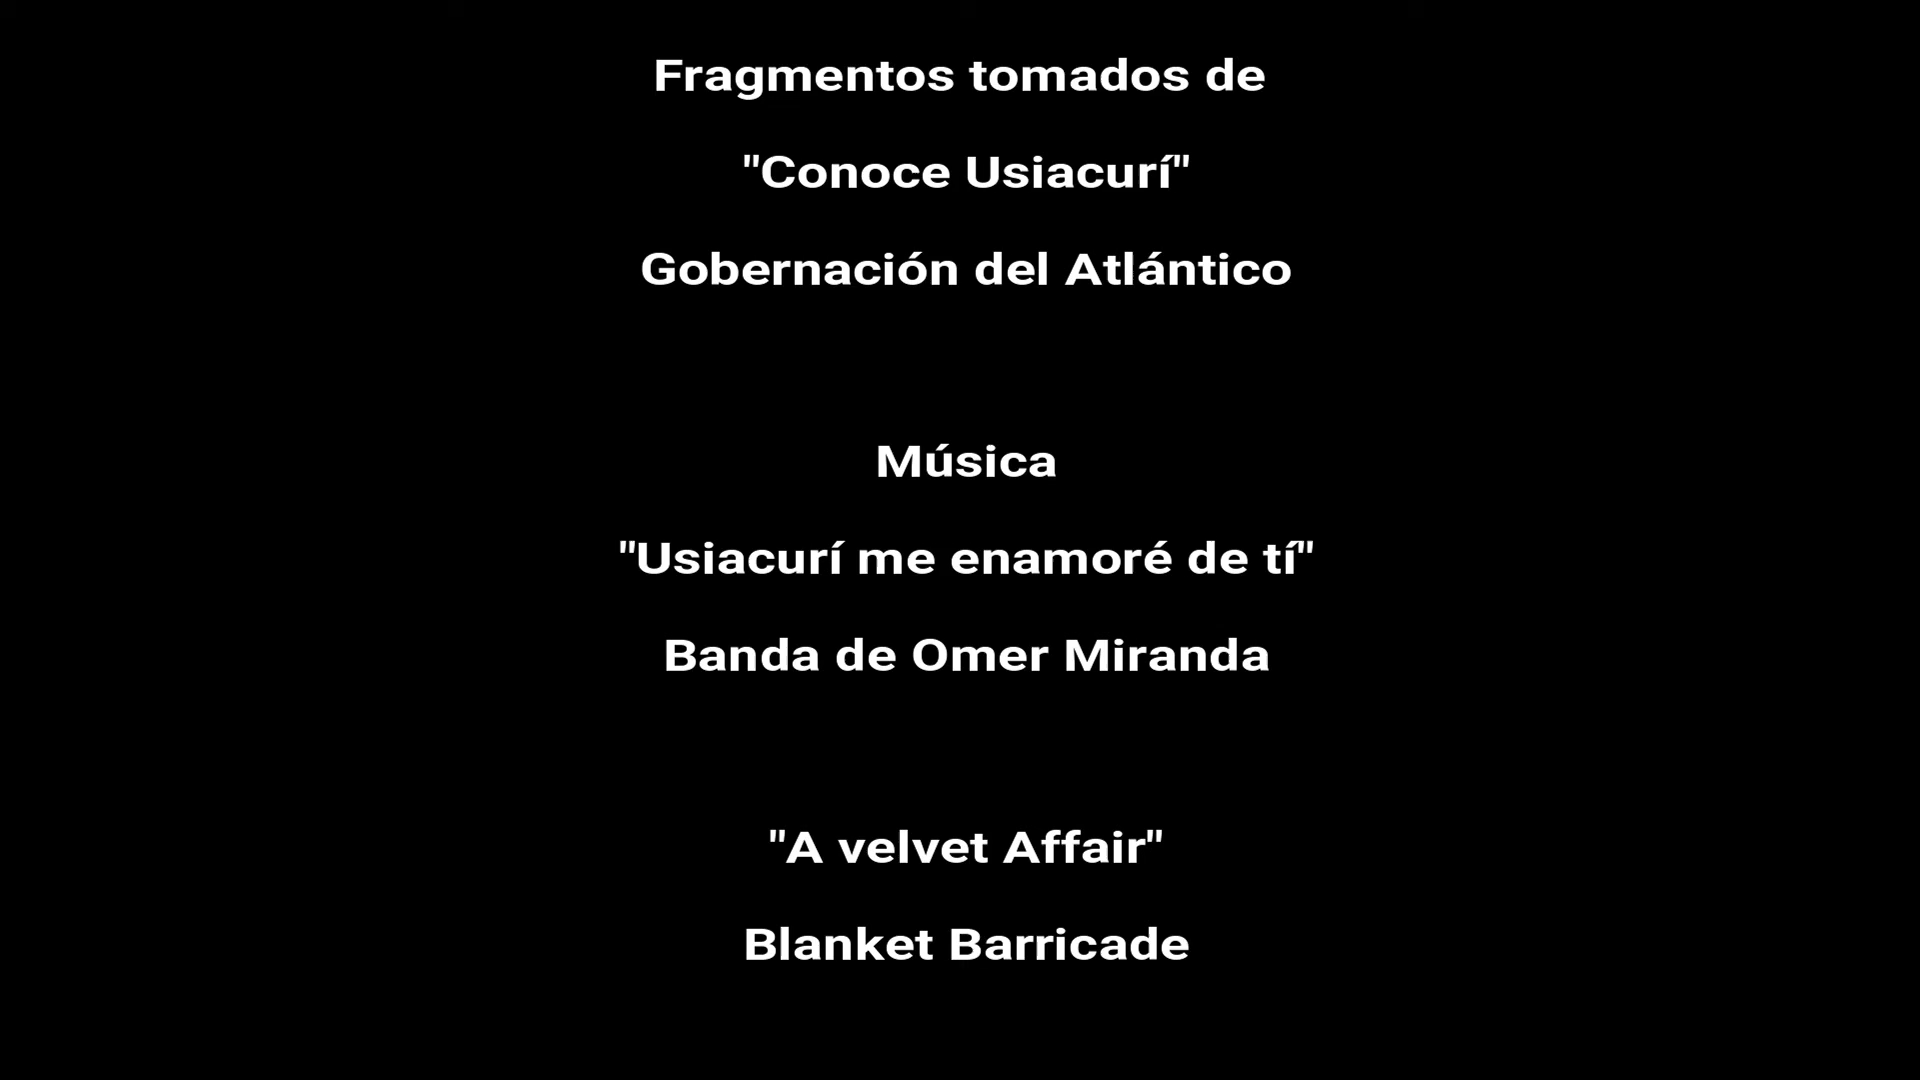 Fragmentos tomados de
"Conoce Usiacurí"
Gobernación del Atlántico
Música
"Usiacurí me enamoré de tí"
Banda de Omer Miranda
"A velvet Affair"
Blanket Barricade